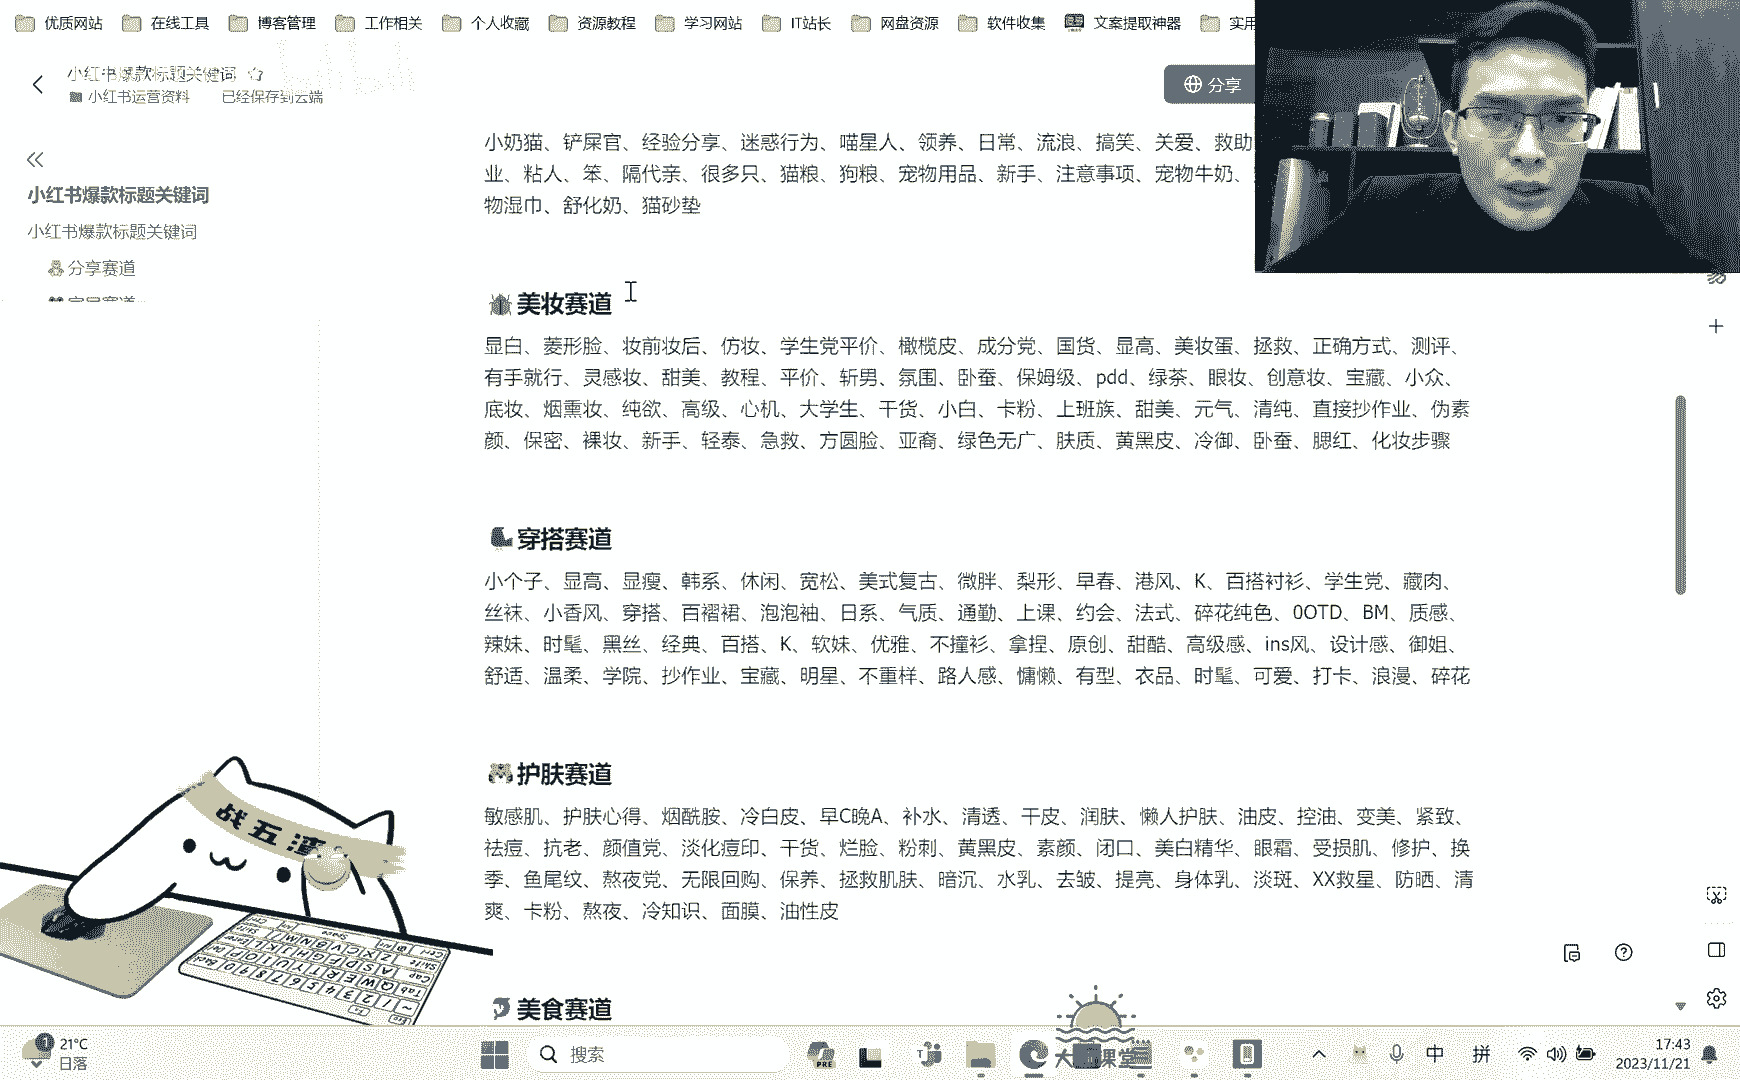 优质网站 在线工具 博客管理 工作相关 个人收藏 资源教程 学习网站 IT站长 网盘资源 软件收集 文案提取神器 实用
小红书爆款标题关键词
小红书运营资料 已经保存到云端
分享
小红书爆款标题关键词
小红书爆款标题关键词
分享赛道
小奶猫、铲屎官、经验分享、迷惑行为、喵星人、领养、日常、流浪、搞笑、关爱、救助
业、粘人、笨、隔代亲、很多只、猫粮、狗粮、宠物用品、新手、注意事项、宠物牛奶、
物湿巾、舒化奶、猫砂垫
美妆赛道
显白、菱形脸、妆前妆后、仿妆、学生党平价、橄榄皮、成分党、国货、显高、美妆蛋、拯救、正确方式、测评、
有手就行、灵感妆、甜美、教程、平价、斩男、氛围、卧蚕、保姆级、pdd、绿茶、眼妆、创意妆、宝藏、小众、
底妆、烟熏妆、纯欲、高级、心机、大学生、干货、小白、卡粉、上班族、甜美、元气、清纯、直接抄作业、伪素
颜、保密、裸妆、新手、轻泰、急救、方圆脸、亚裔、绿色无广、肤质、黄黑皮、冷御、卧蚕、腮红、化妆步骤
穿搭赛道
小个子、显高、显瘦、韩系、休闲、宽松、美式复古、微胖、梨形、早春、港风、K、百搭衬衫、学生党、藏肉、
丝袜、小香风、穿搭、百褶裙、泡泡袖、日系、气质、通勤、上课、约会、法式、碎花纯色、0OTD、BM、质感、
辣妹、时髦、黑丝、经典、百搭、K、软妹、优雅、不撞衫、拿捏、原创、甜酷、高级感、ins风、设计感、御姐、
舒适、温柔、学院、抄作业、宝藏、明星、不重样、路人感、慵懒、有型、衣品、时髦、可爱、打卡、浪漫、碎花
护肤赛道
敏感肌、护肤心得、烟酰胺、冷白皮、早C晚A、补水、清透、干皮、润肤、懒人护肤、油皮、控油、变美、紧致、
祛痘、抗老、颜值党、淡化痘印、干货、烂脸、粉刺、黄黑皮、素颜、闭口、美白精华、眼霜、受损肌、修护、换
季、鱼尾纹、熬夜党、无限回购、保养、拯救肌肤、暗沉、水乳、去皱、提亮、身体乳、淡斑、XX救星、防晒、清
爽、卡粉、熬夜、冷知识、面膜、油性皮
美食赛道
战五渣
21°C
日落
搜索
中 拼
17:43
2023/11/21